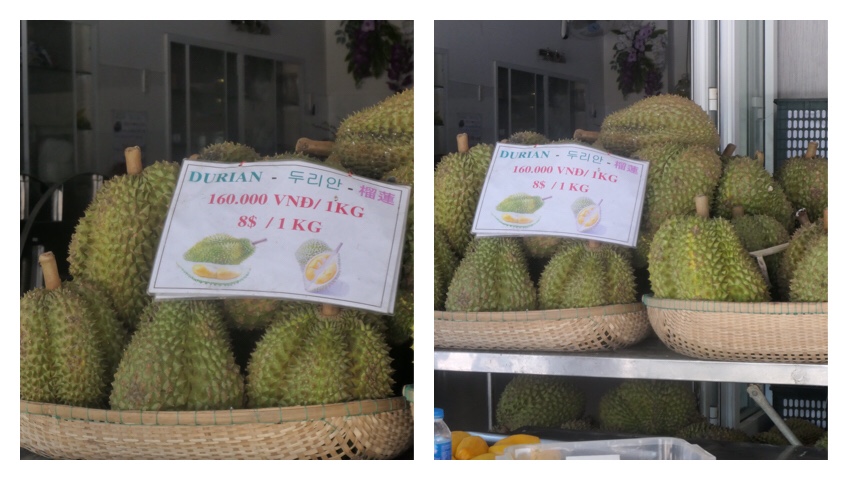 DURIAN - 두리안 - 榴蓮
160.000 VNĐ/ 1KG
8$ / 1 KG
DURIAN - 두리안 - 榴蓮
160.000 VNĐ/ 1KG
8$ / 1 KG